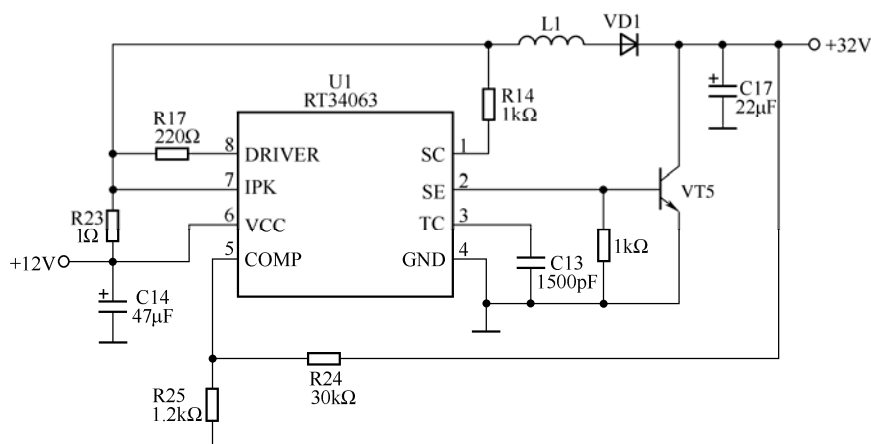 L1
VD1
+32V
U1
RT34063
R14
1kΩ
C17
22μF
R17
220Ω
8
DRIVER
SC
1
7
IPK
SE
2
VT5
R23
1Ω
6
VCC
TC
3
+12V
5
COMP
GND
4
C13
1500pF
1kΩ
C14
47μF
R24
30kΩ
R25
1.2kΩ
+
+